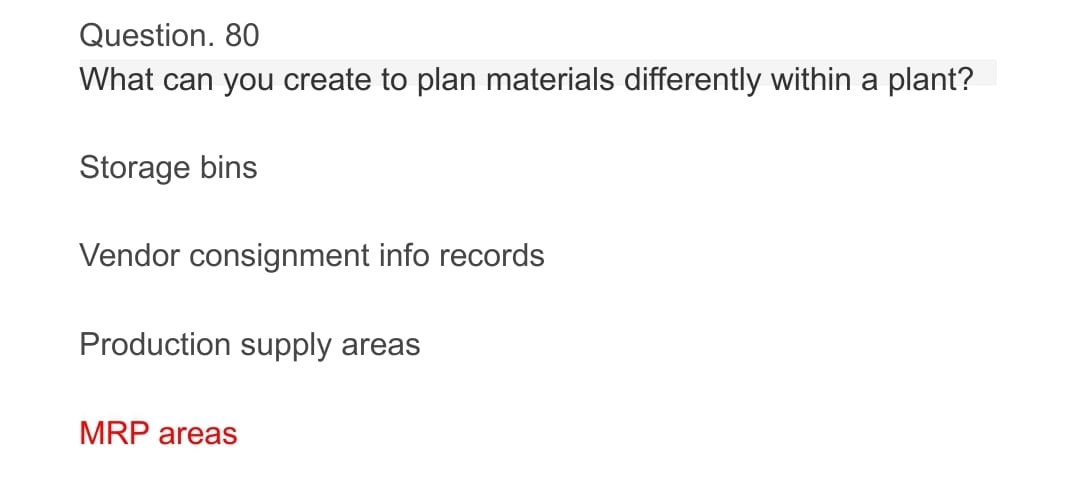 Question. 80
What can you create to plan materials differently within a plant?
Storage bins
Vendor consignment info records
Production supply areas
MRP areas